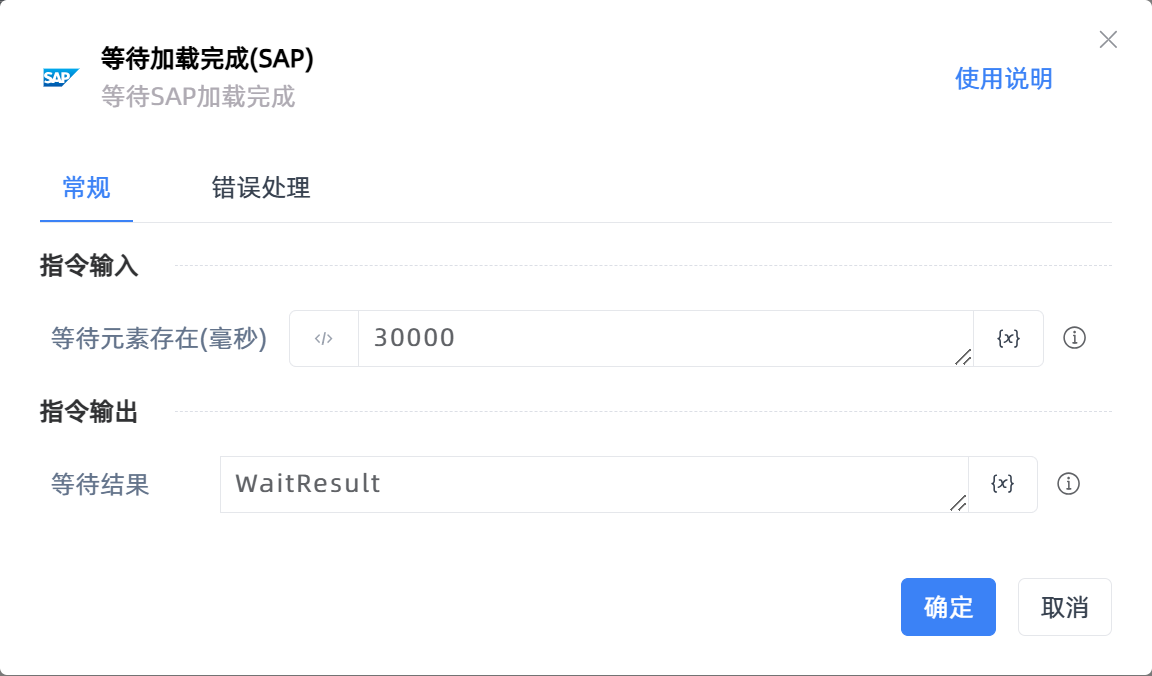 SAP
等待加载完成(SAP)
等待SAP加载完成
使用说明
常规
错误处理
指令输入
等待元素存在(毫秒)
</>
30000
{x}
指令输出
等待结果
WaitResult
{x}
确定
取消